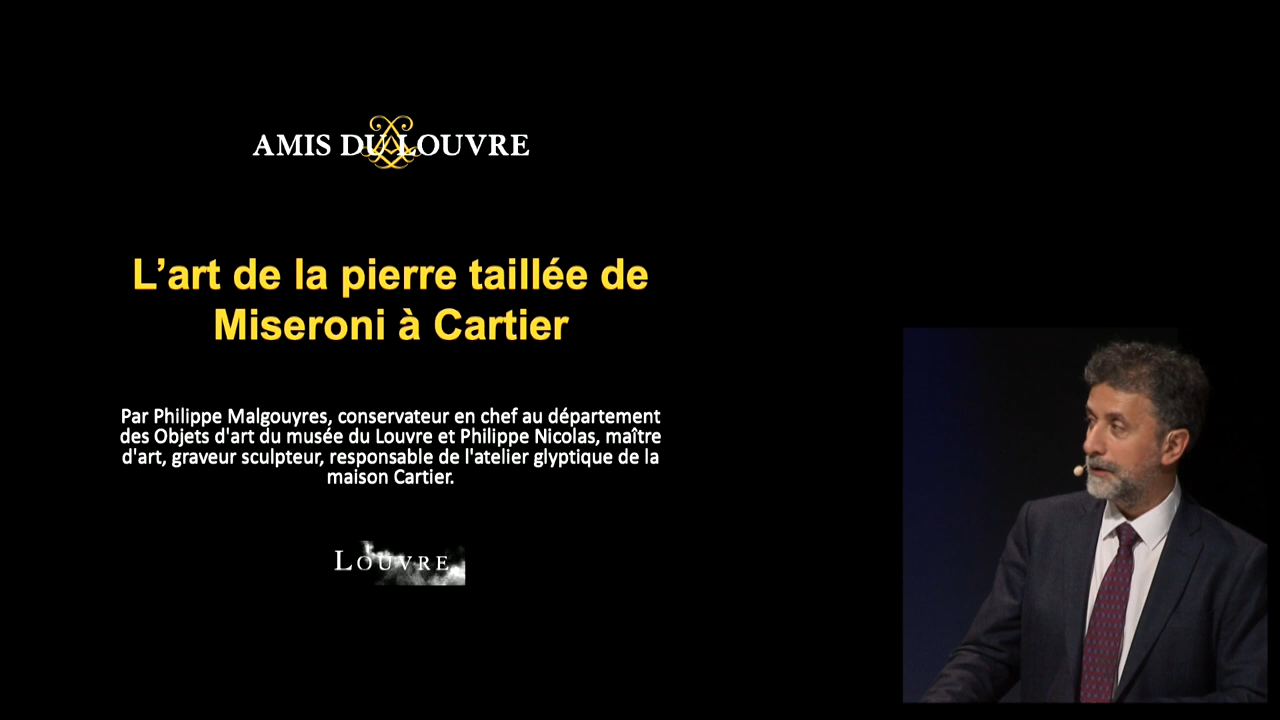 AMIS DU LOUVRE
L’art de la pierre taillée de
Miseroni à Cartier
Par Philippe Malgouyres, conservateur en chef au département
des Objets d'art du musée du Louvre et Philippe Nicolas, maître
d'art, graveur sculpteur, responsable de l'atelier glyptique de la
maison Cartier.
LOUVRE